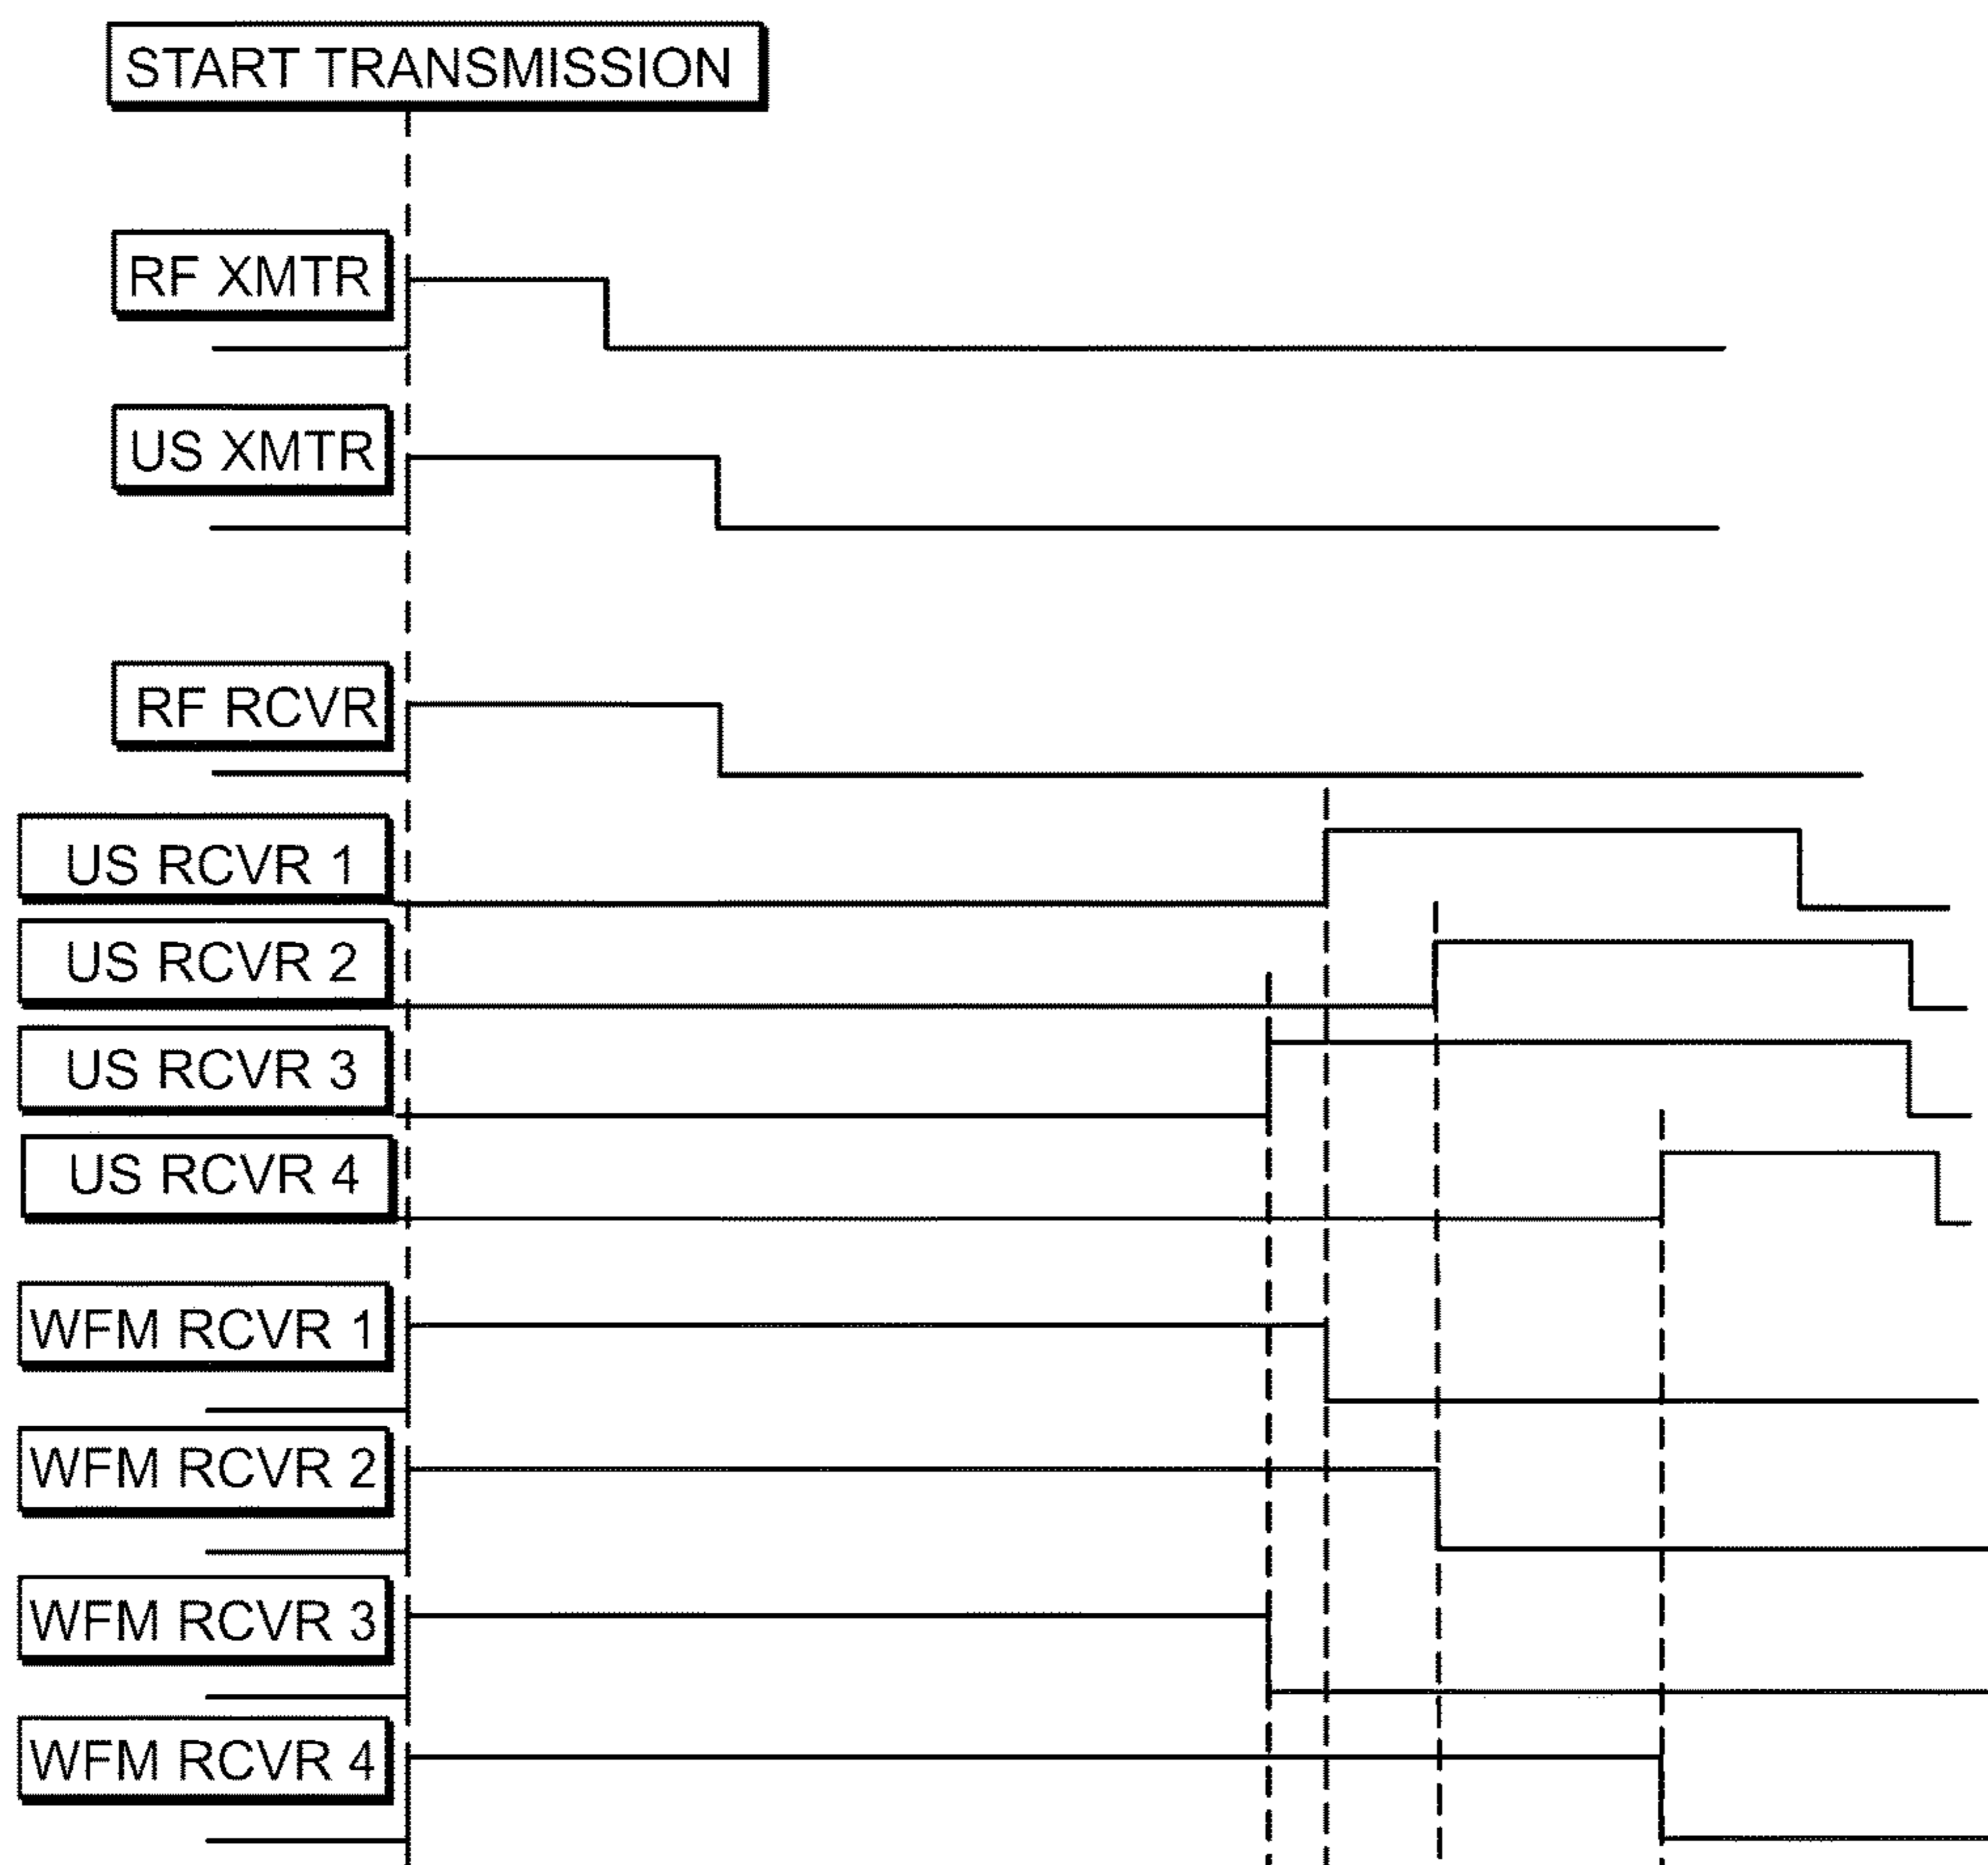 START TRANSMISSION
RF XMTR
US XMTR
RF RCVR
US RCVR 1
US RCVR 2
US RCVR 3
US RCVR 4
WFM RCVR 1
WFM RCVR 2
WFM RCVR 3
WFM RCVR 4